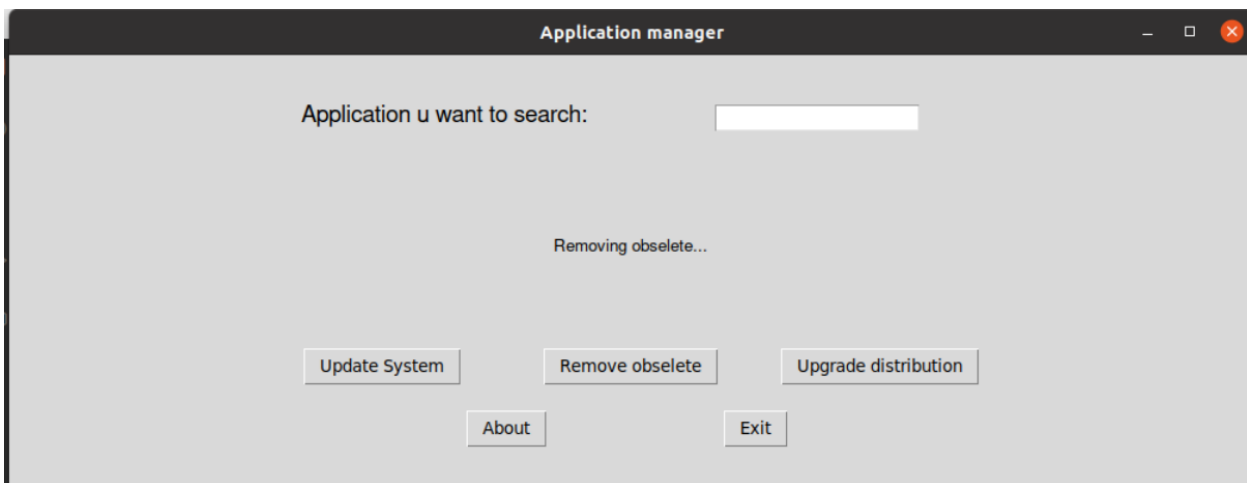 Application manager
Application u want to search:
Removing obselete...
Update System Remove obselete Upgrade distribution
About Exit